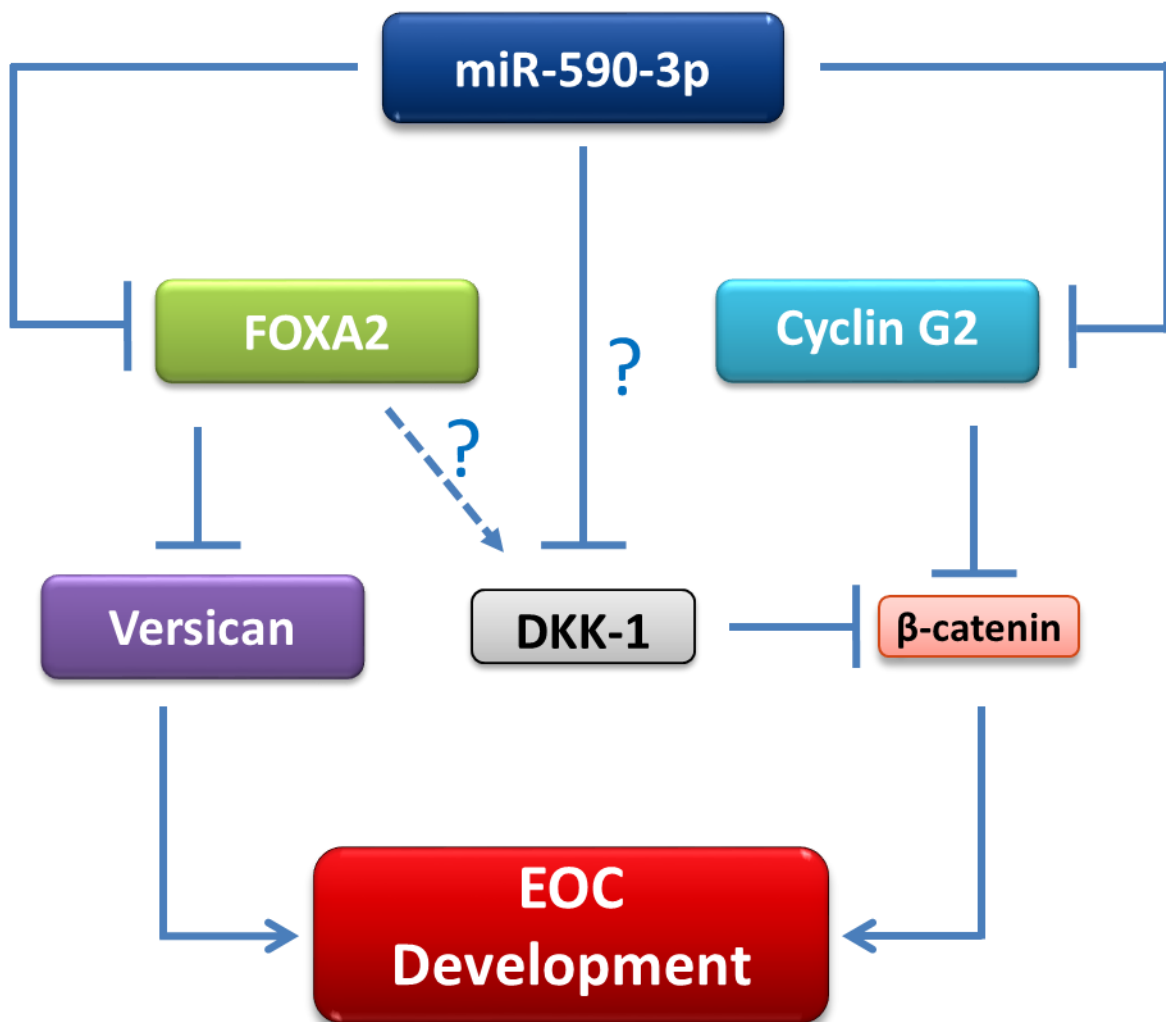 miR-590-3p
FOXA2
Cyclin G2
?
?
Versican
DKK-1
β-catenin
EOC
Development